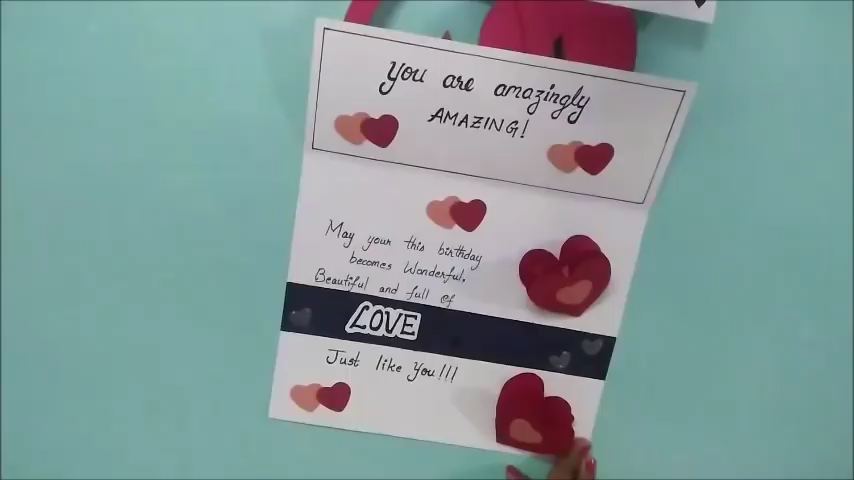 You are amazingly
AMAZING!
May your this birthday
becomes Wonderful.
Beautiful and full of
LOVE
Just like You!!!